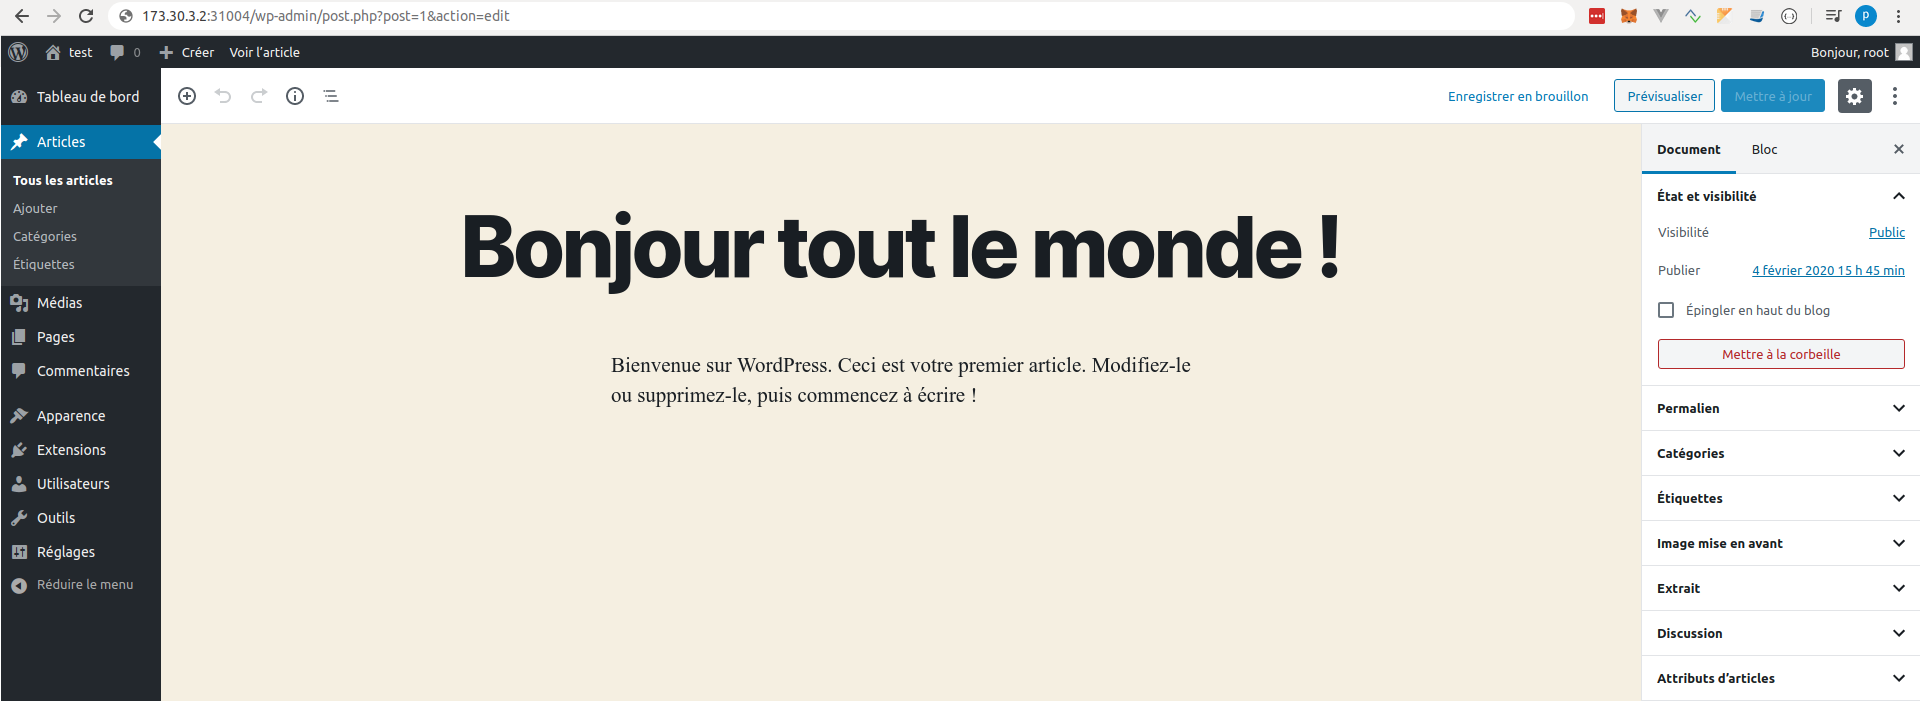 173.30.3.2:31004/wp-admin/post.php?post=1&action=edit
test 0 Créer Voir l’article Bonjour, root
Tableau de bord
Articles
Tous les articles
Ajouter
Catégories
Étiquettes
Médias
Pages
Commentaires
Apparence
Extensions
Utilisateurs
Outils
Réglages
Réduire le menu
Enregistrer en brouillon Prévisualiser Mettre à jour
Bonjour tout le monde !
Bienvenue sur WordPress. Ceci est votre premier article. Modifiez-le
ou supprimez-le, puis commencez à écrire !
Document Bloc
État et visibilité
Visibilité Public
Publier 4 février 2020 15 h 45 min
Épingler en haut du blog
Mettre à la corbeille
Permalien
Catégories
Étiquettes
Image mise en avant
Extrait
Discussion
Attributs d’articles